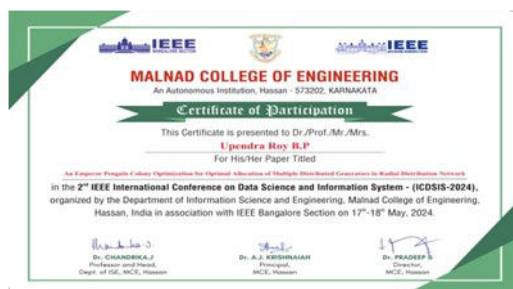 IEEE
BANGALORE SECTION
IEEE
MALNAD COLLEGE OF ENGINEERING
An Autonomous Institution, Hassan - 573202, KARNAKATA
Certificate of Participation
This Certificate is presented to Dr./Prof./Mr./Mrs.
Upendra Roy B.P
For His/Her Paper Titled
An Emperor Penguin Colony Optimization for Optimal Allocation of Multiple Distributed Generators in Radial Distribution Network
in the 2nd IEEE International Conference on Data Science and Information System - (ICDSIS-2024),
organized by the Department of Information Science and Engineering, Malnad College of Engineering,
Hassan, India in association with IEEE Bangalore Section on 17th-18th May, 2024.
Dr. CHANDRIKA.J
Professor and Head,
Dept. of ISE, MCE, Hassan
Dr. A.J. KRISHNAIAH
Principal,
MCE, Hassan
Dr. PRADEEP S
Director,
MCE, Hassan